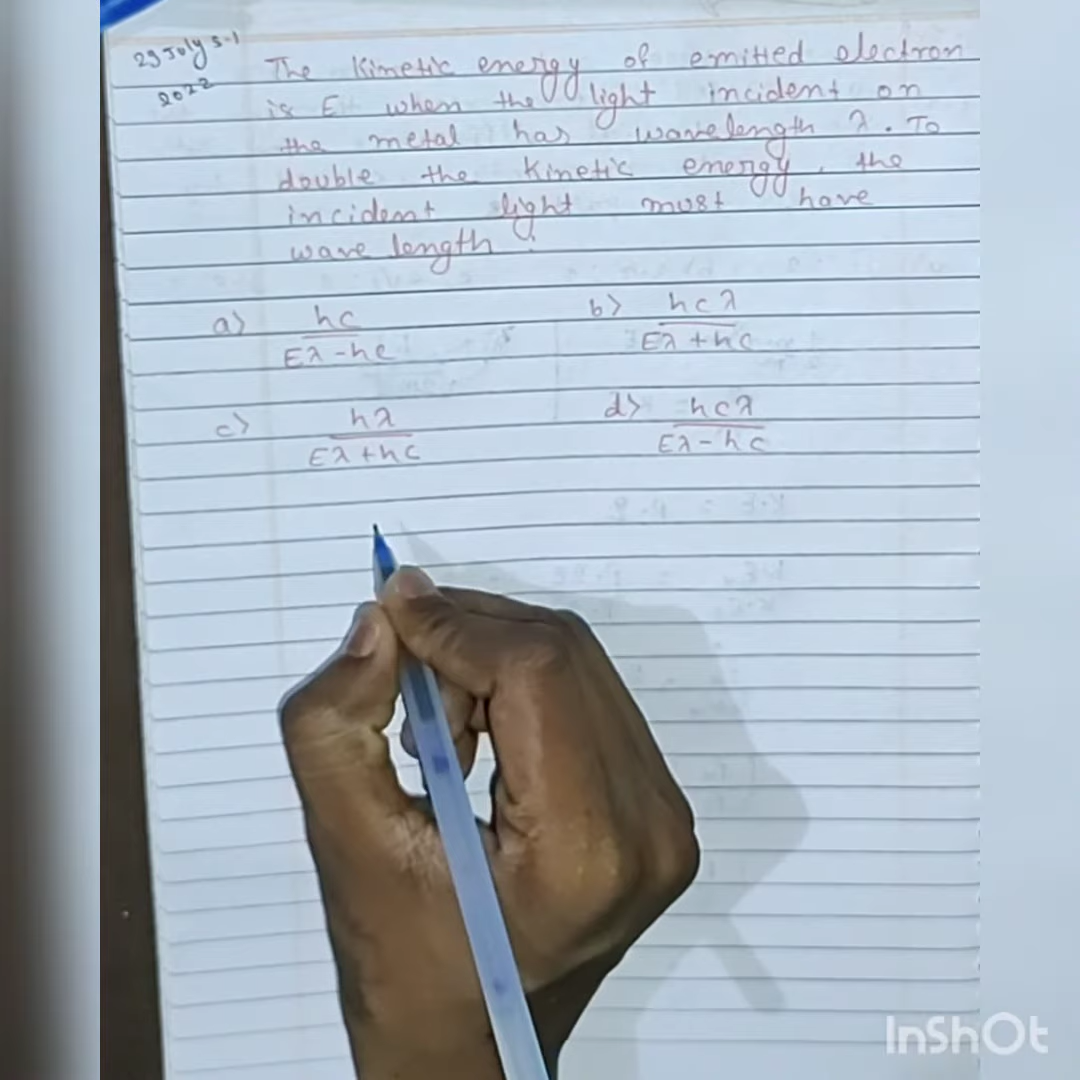 29 July S-1
2022
The Kinetic energy of emitted electron
is E when the light incident on
the metal has wavelength λ. To
double the Kinetic energy, the
incident light must have
wave length :
a) hc
Eλ - hc
b) hcλ
Eλ + hc
c) hλ
Eλ + hc
d) hcλ
Eλ - hc
InShOt